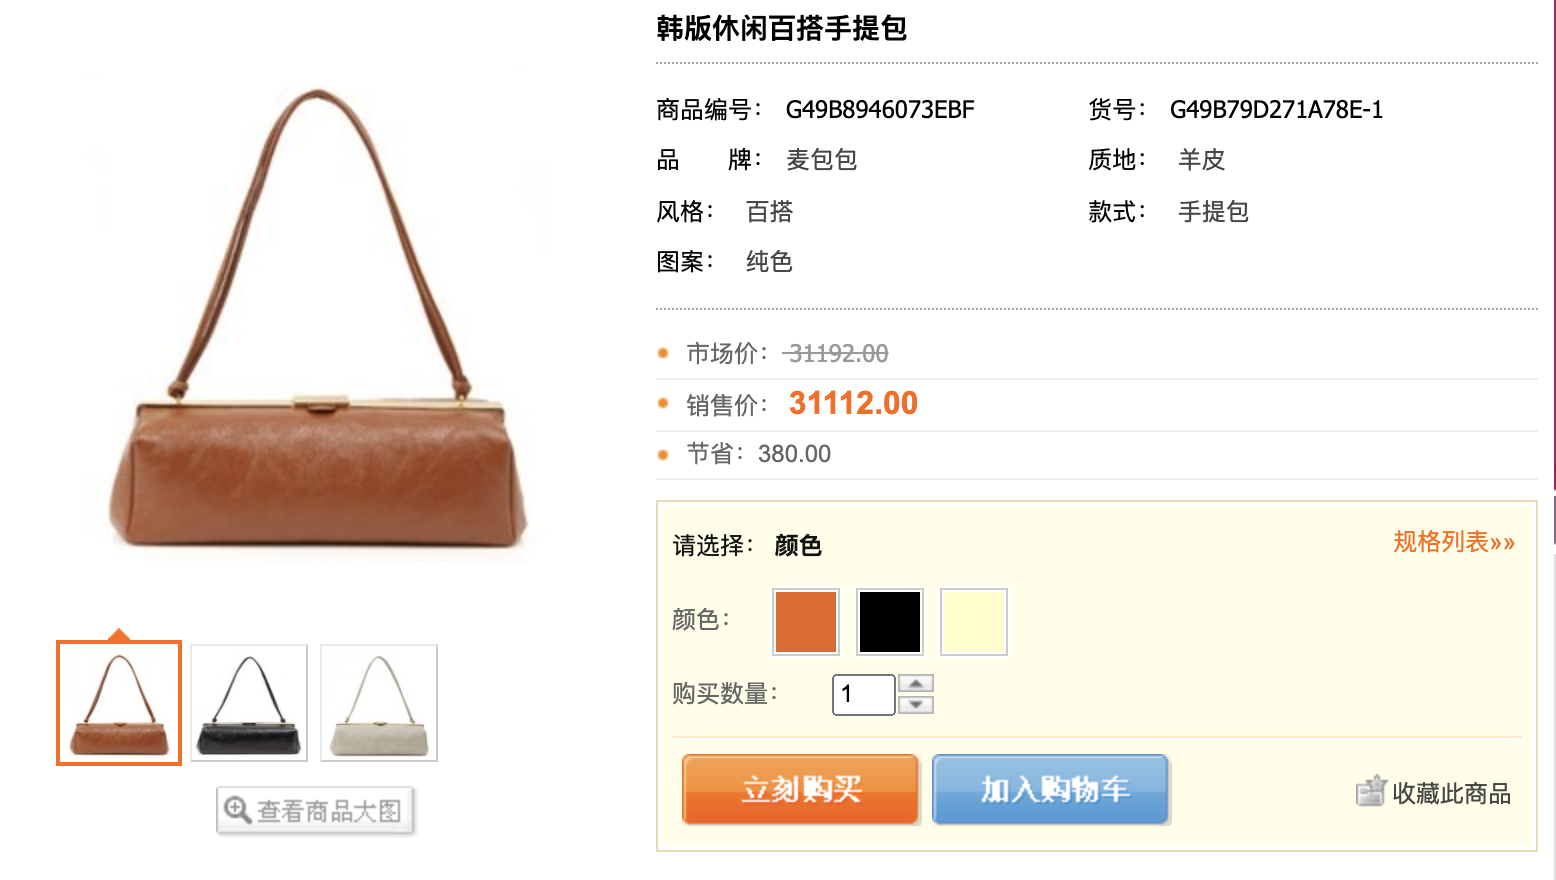 韩版休闲百搭手提包
商品编号： G49B8946073EBF 货号： G49B79D271A78E-1
品 牌： 麦包包 质地： 羊皮
风格： 百搭 款式： 手提包
图案： 纯色
市场价： 31192.00
销售价： 31112.00
节省： 380.00
请选择： 颜色 规格列表»»
颜色：
购买数量： 1
立刻购买 加入购物车 收藏此商品
查看商品大图